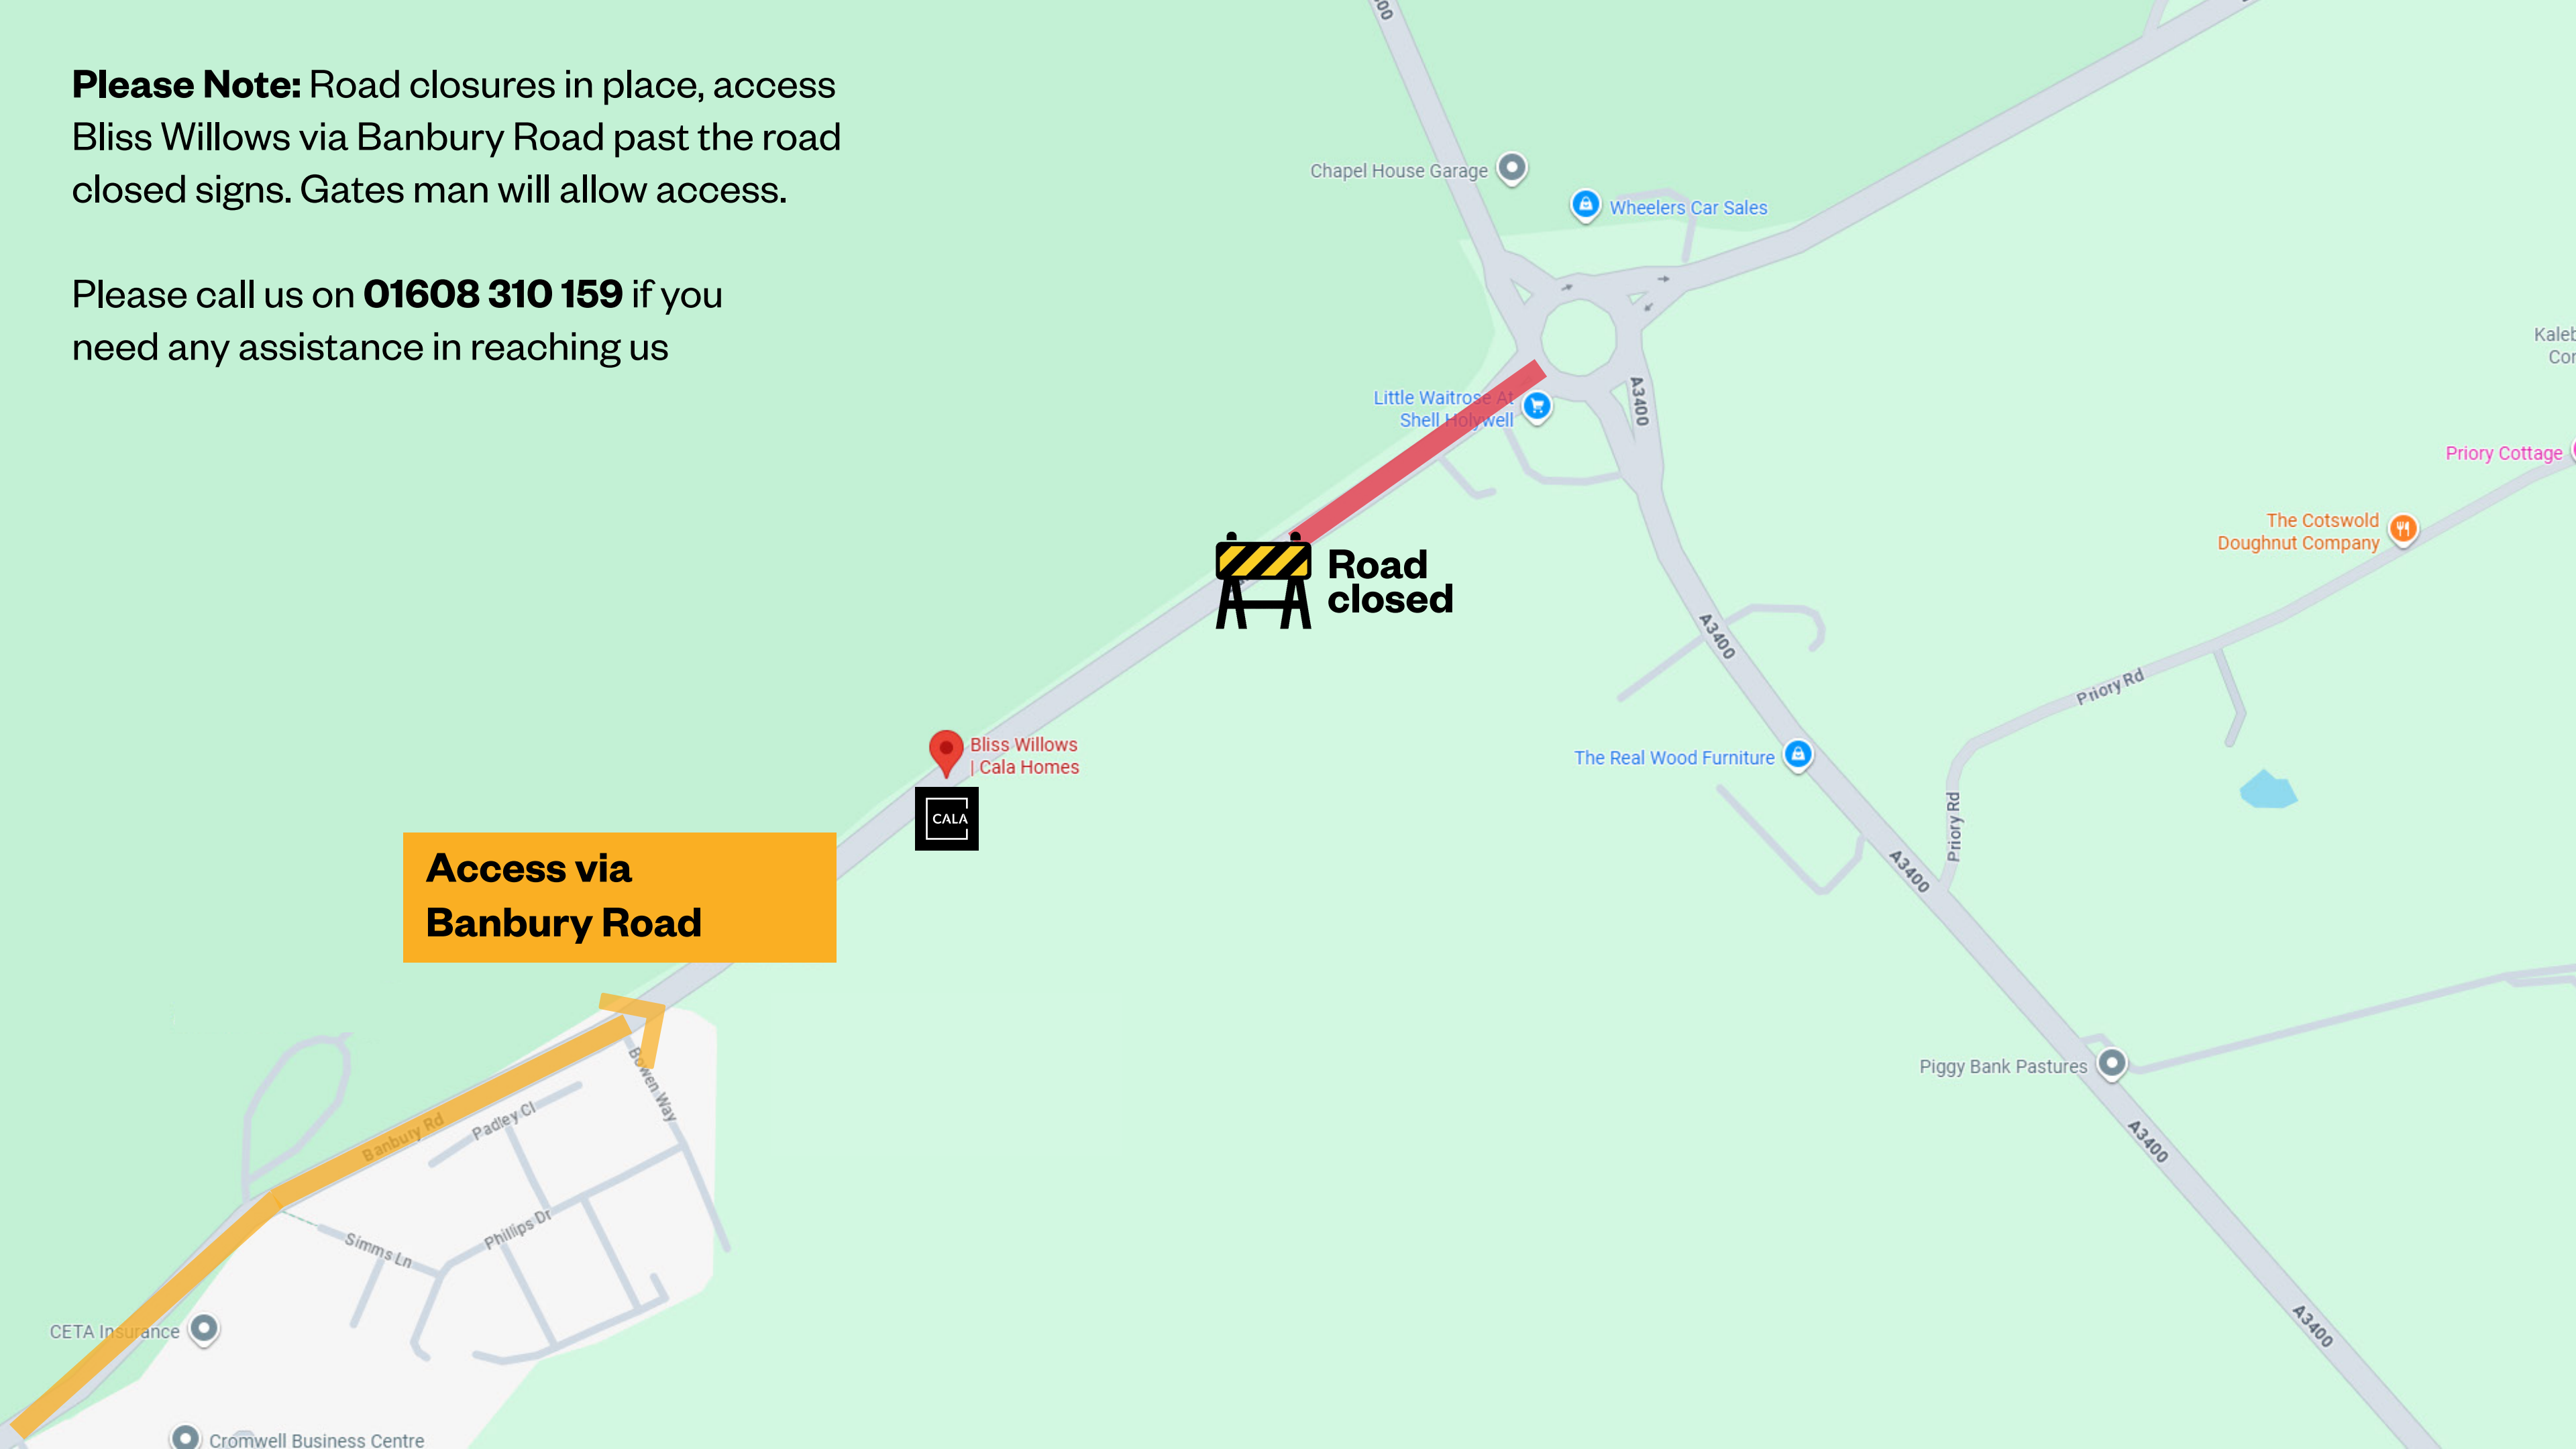 Please Note: Road closures in place, access
Bliss Willows via Banbury Road past the road
closed signs. Gates man will allow access.
Please call us on 01608 310 159 if you
need any assistance in reaching us
Chapel House Garage
Wheelers Car Sales
Little Waitrose At
Shell Holywell
A3400
Priory Cottage
The Cotswold
Doughnut Company
Road
closed
A3400
Priory Rd
Bliss Willows
| Cala Homes
The Real Wood Furniture
CALA
Priory Rd
A3400
Access via
Banbury Road
Piggy Bank Pastures
Bowen Way
Padley Cl
Banbury Rd
A3400
Phillips Dr
Simms Ln
CETA Insurance
A3400
Cromwell Business Centre